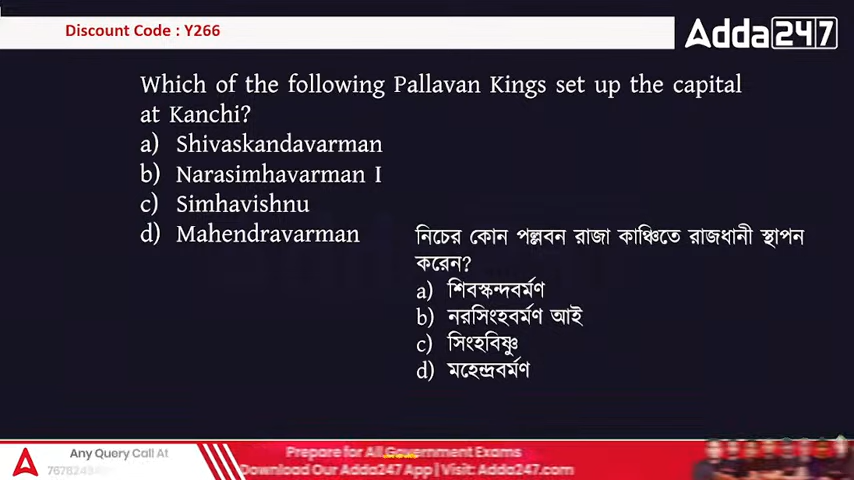 Discount Code : Y266
Adda247
Which of the following Pallavan Kings set up the capital
at Kanchi?
a) Shivaskandavarman
b) Narasimhavarman I
c) Simhavishnu
d) Mahendravarman
নিচের কোন পল্লবন রাজা কাঞ্চিতে রাজধানী স্থাপন
করেন?
a) শিবস্কন্দবর্মণ
b) নরসিংহবর্মণ আই
c) সিংহবিষ্ণু
d) মহেন্দ্রবর্মণ
Any Query Call At
Prepare for All Government Exams
Download Our Adda247 App | Visit: Adda247.com